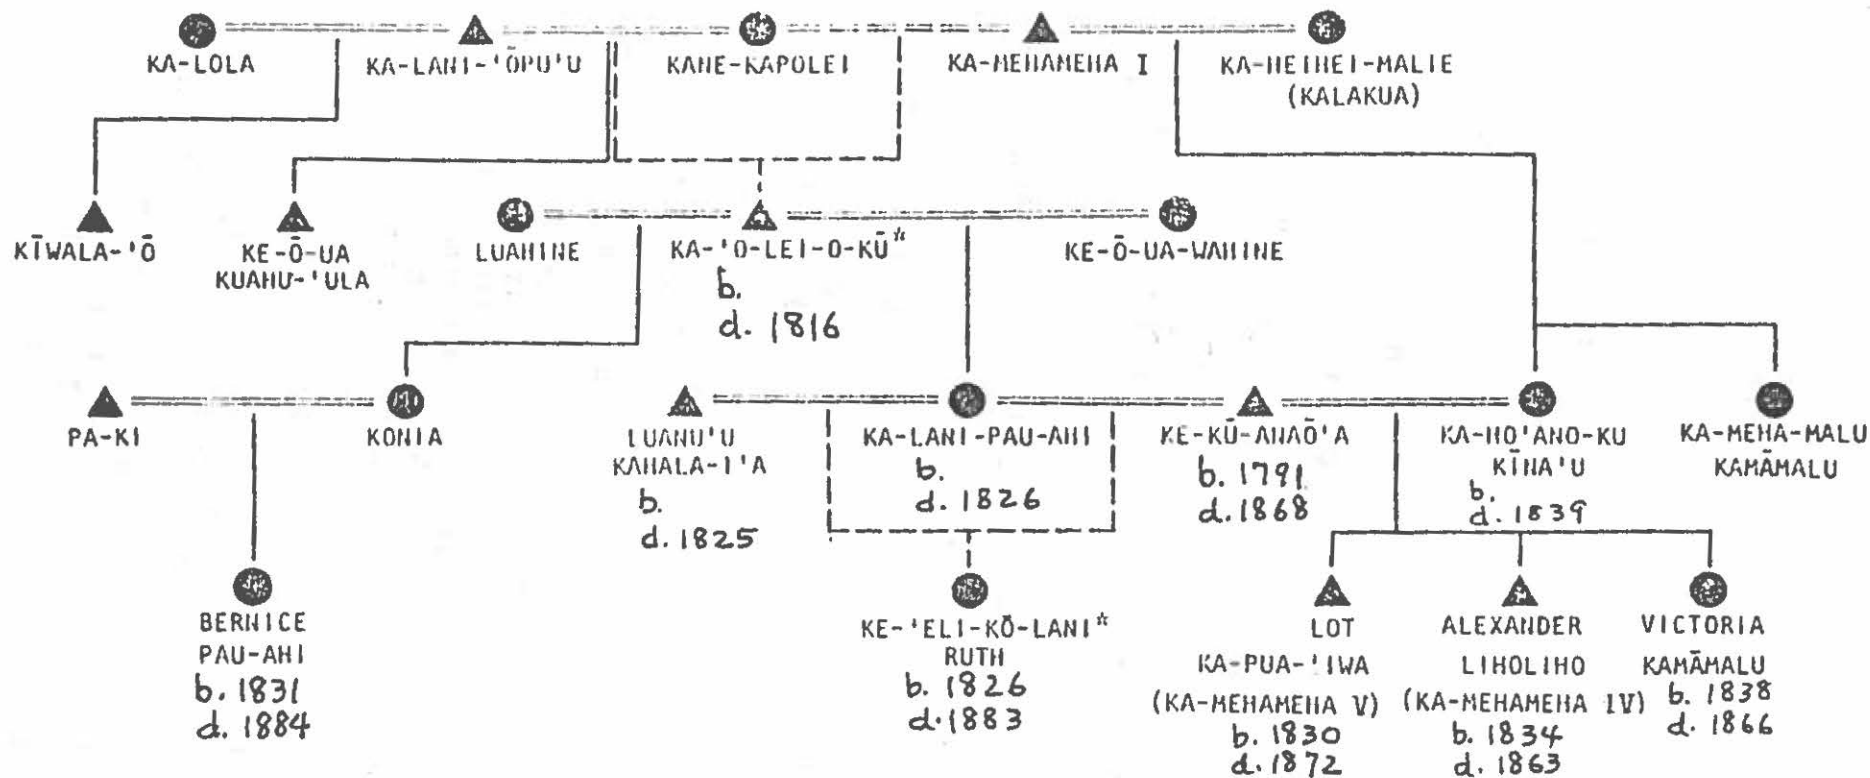 KA-LOLA
KA-LANI-'ŌPU'U
KANE-KAPOLEI
KA-MEHAMEHA I
KA-HEIHEI-MALIE
(KALAKUA)
KĪWALA-'Ō
KE-Ō-UA
KUAHU-'ULA
LUAHINE
KA-'O-LEI-O-KŪ*
b.
d. 1816
KE-Ō-UA-WAHINE
PA-KI
KONIA
LUANU'U
KAHALA-I'A
b.
d. 1825
KA-LANI-PAU-AHI
b.
d. 1826
KE-KŪ-ANAŌ'A
b. 1791
d. 1868
KA-HO'ANO-KU
KĪNA'U
b.
d. 1839
KA-MEHA-MALU
KAMĀMALU
BERNICE
PAU-AHI
b. 1831
d. 1884
KE-'ELI-KŌ-LANI*
RUTH
b. 1826
d. 1883
LOT
KA-PUA-'IWA
(KA-MEHAMEHA V)
b. 1830
d. 1872
ALEXANDER
LIHOLIHO
(KA-MEHAMEHA IV)
b. 1834
d. 1863
VICTORIA
KAMĀMALU
b. 1838
d. 1866